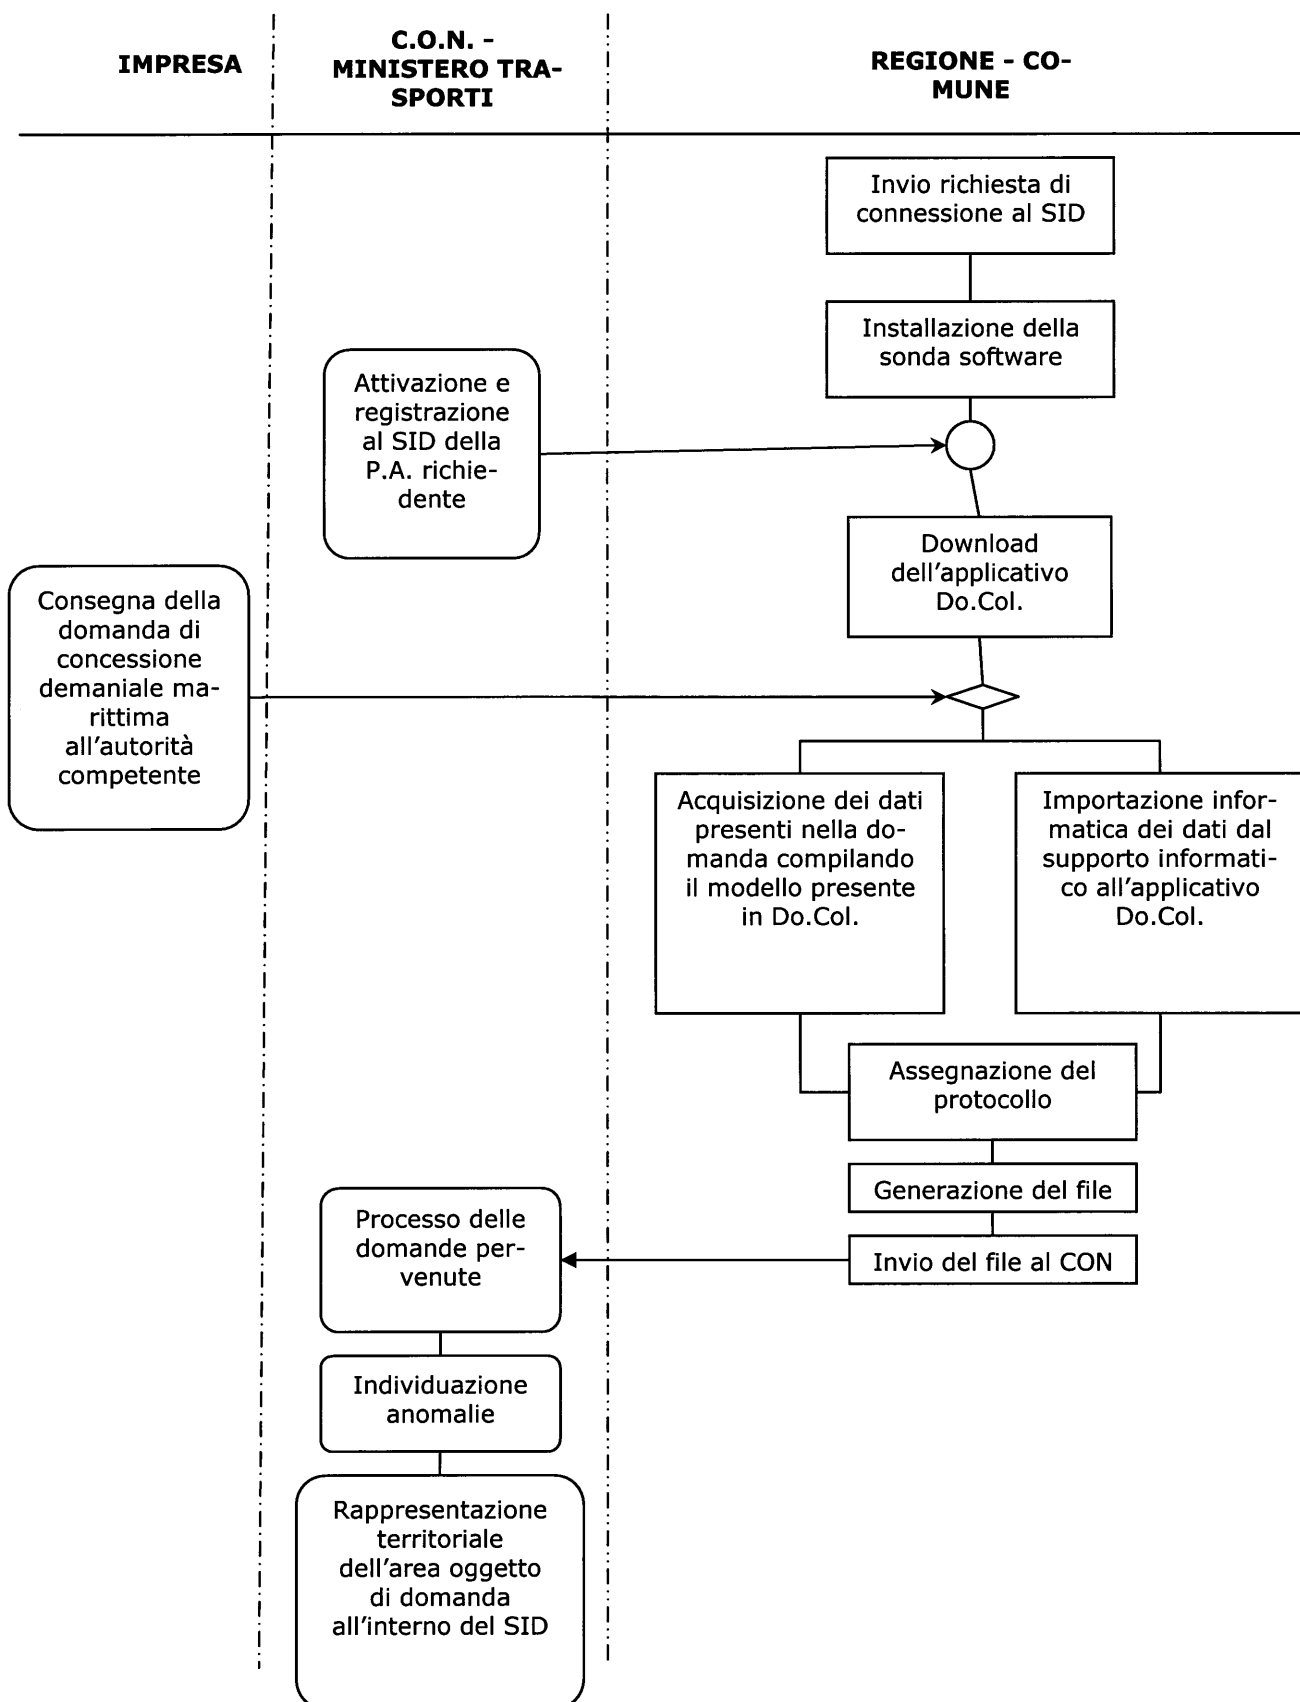 IMPRESA
C.O.N. -
MINISTERO TRA-
SPORTI
REGIONE - CO-
MUNE
Invio richiesta di
connessione al SID
Installazione della
sonda software
Attivazione e
registrazione
al SID della
P.A. richie-
dente
Download
dell'applicativo
Do.Col.
Consegna della
domanda di
concessione
demaniale ma-
rittima
all'autorità
competente
Acquisizione dei dati
presenti nella do-
manda compilando
il modello presente
in Do.Col.
Importazione infor-
matica dei dati dal
supporto informati-
co all'applicativo
Do.Col.
Assegnazione del
protocollo
Generazione del file
Invio del file al CON
Processo delle
domande per-
venute
Individuazione
anomalie
Rappresentazione
territoriale
dell'area oggetto
di domanda
all'interno del SID